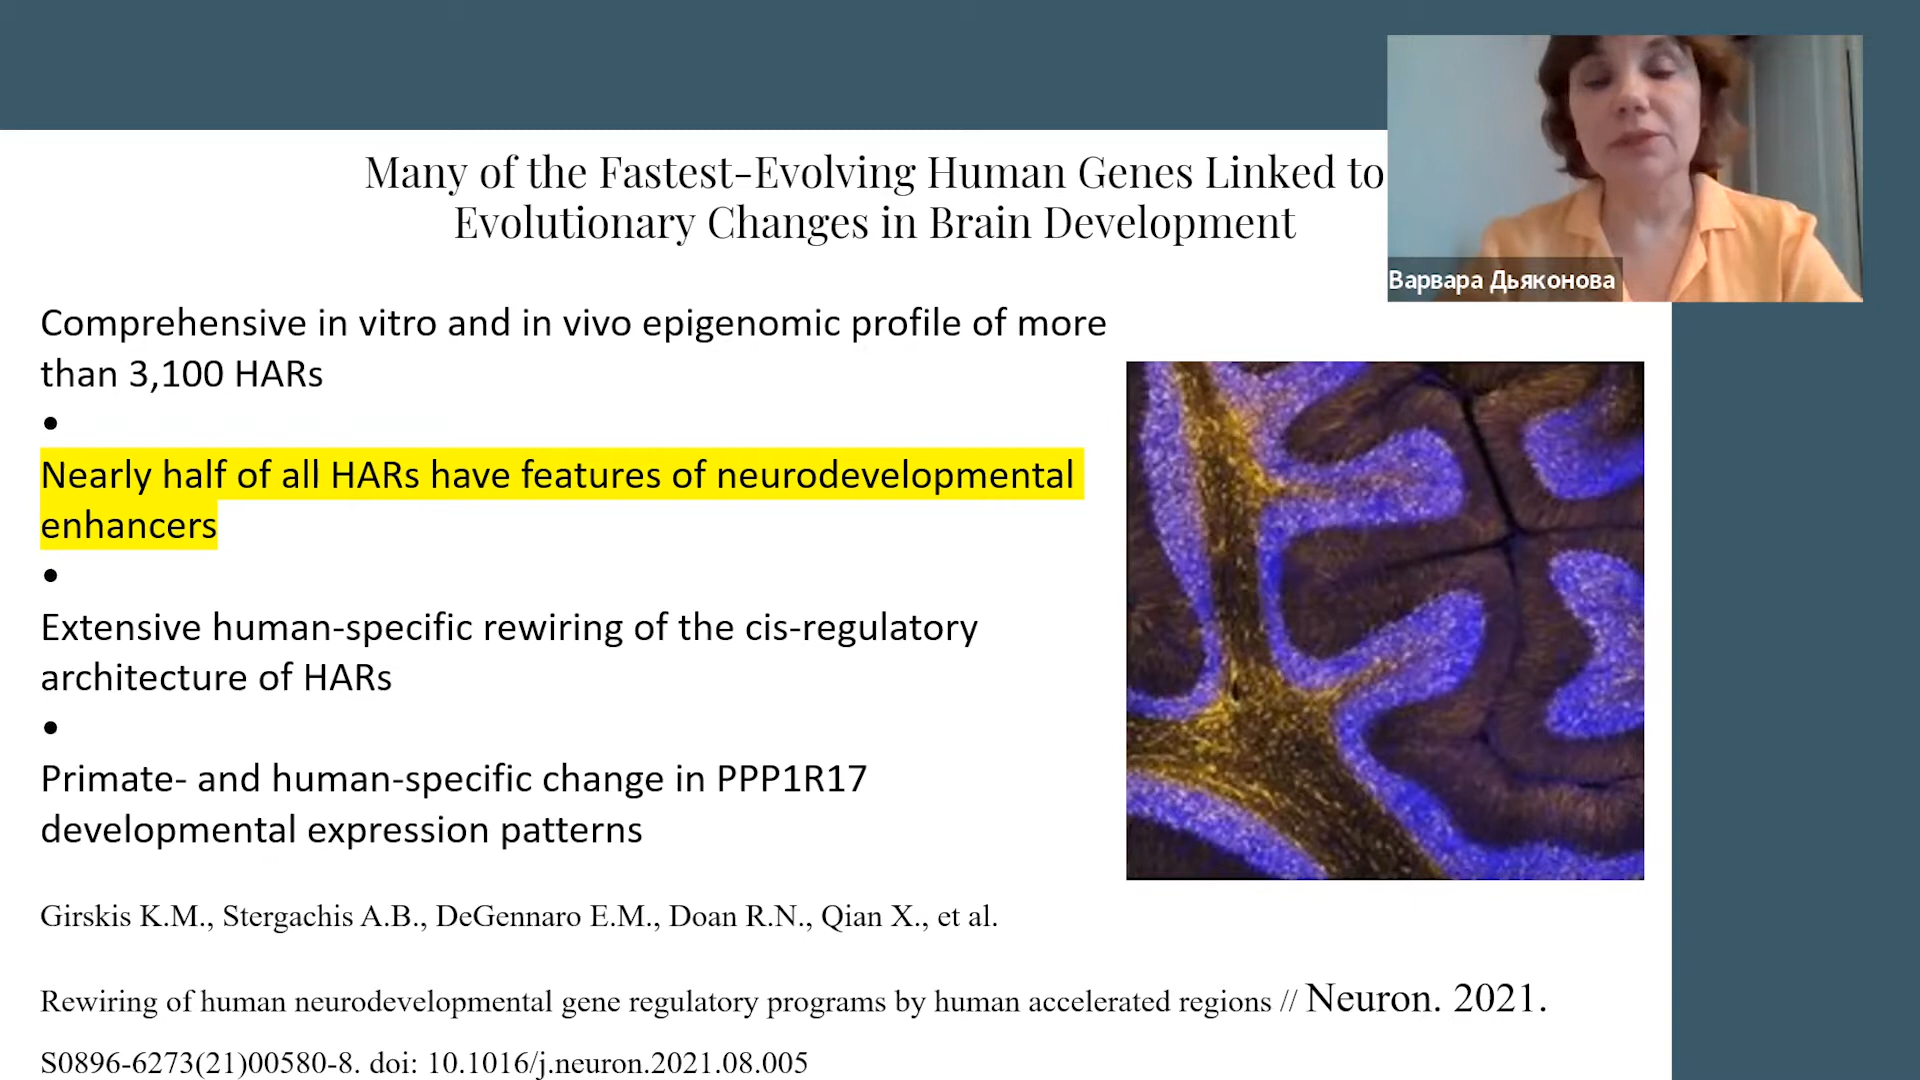 Many of the Fastest-Evolving Human Genes Linked to
Evolutionary Changes in Brain Development
Варвара Дьяконова
Comprehensive in vitro and in vivo epigenomic profile of more
than 3,100 HARs
•
Nearly half of all HARs have features of neurodevelopmental
enhancers
•
Extensive human-specific rewiring of the cis-regulatory
architecture of HARs
•
Primate- and human-specific change in PPP1R17
developmental expression patterns
Girskis K.M., Stergachis A.B., DeGennaro E.M., Doan R.N., Qian X., et al.
Rewiring of human neurodevelopmental gene regulatory programs by human accelerated regions // Neuron. 2021.
S0896-6273(21)00580-8. doi: 10.1016/j.neuron.2021.08.005